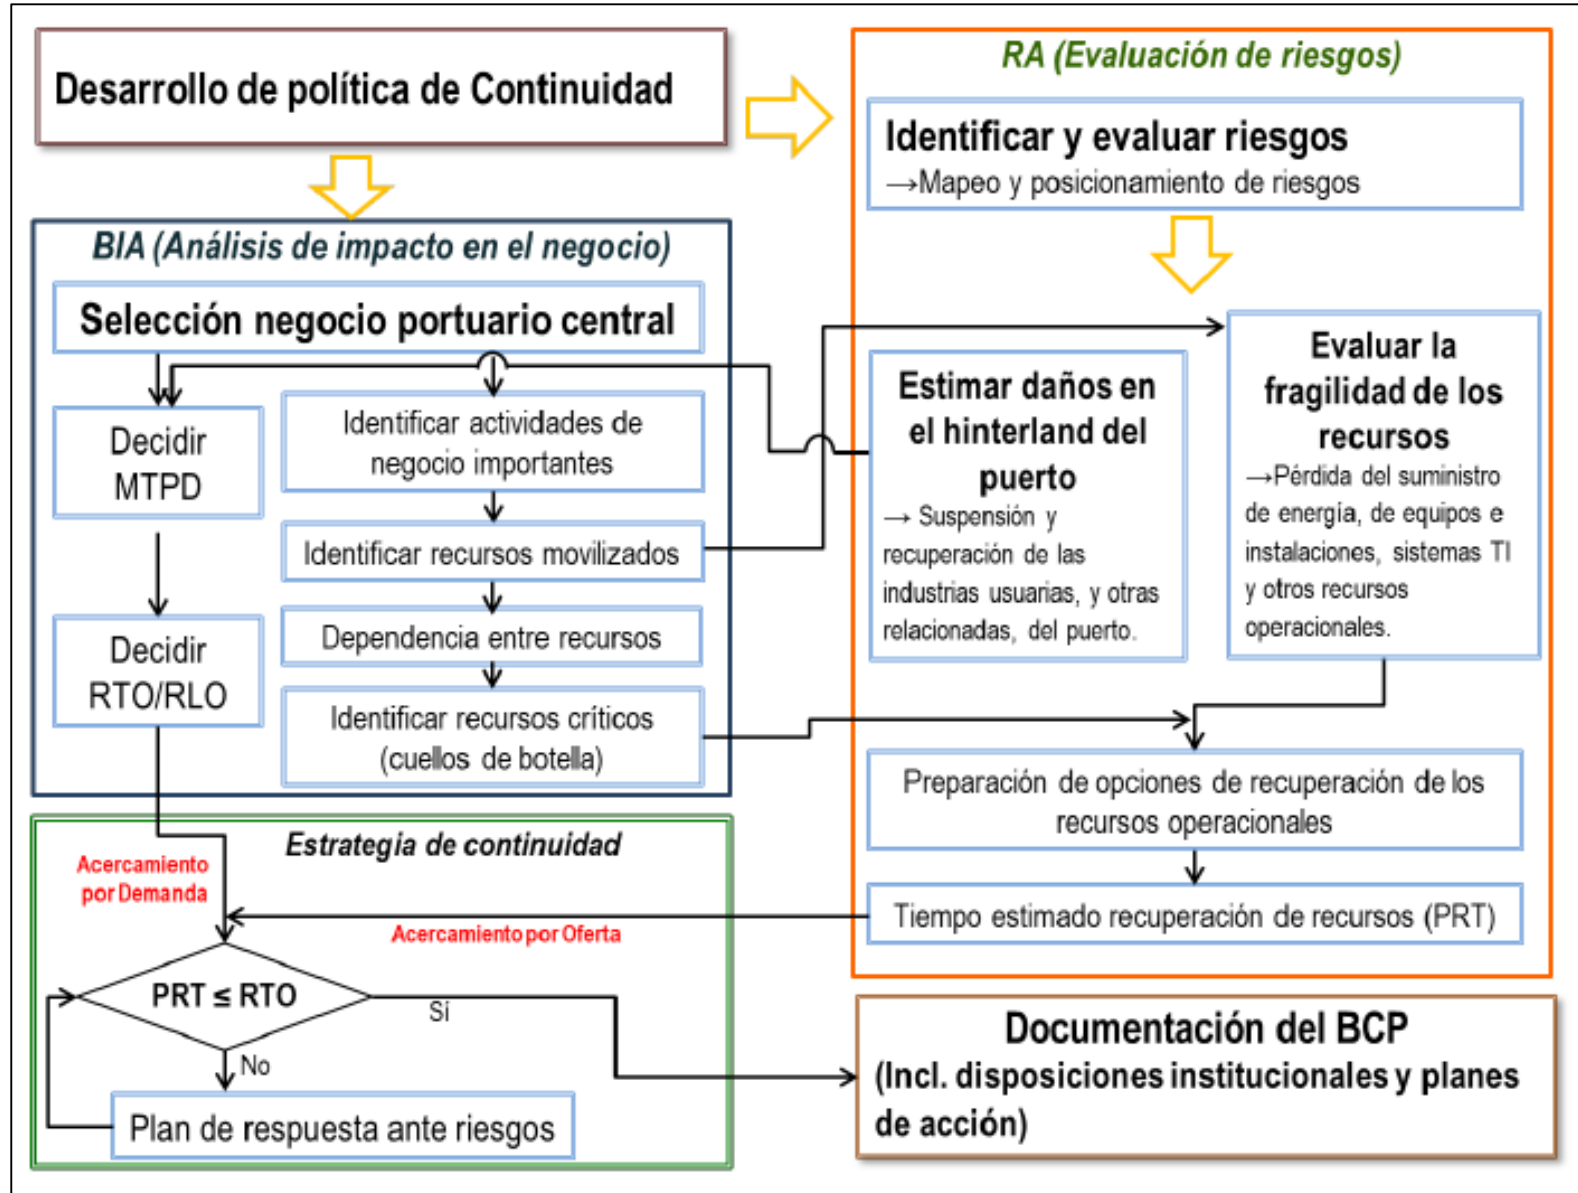 Desarrollo de política de Continuidad
BIA (Análisis de impacto en el negocio)
Selección negocio portuario central
Decidir
MTPD
Decidir
RTO/RLO
Identificar actividades de
negocio importantes
Identificar recursos movilizados
Dependencia entre recursos
Identificar recursos críticos
(cuellos de botella)
RA (Evaluación de riesgos)
Identificar y evaluar riesgos
→Mapeo y posicionamiento de riesgos
Estimar daños en
el hinterland del
puerto
→ Suspensión y
recuperación de las
industrias usuarias, y otras
relacionadas, del puerto.
Evaluar la
fragilidad de los
recursos
→Pérdida del suministro
de energía, de equipos e
instalaciones, sistemas TI
y otros recursos
operacionales.
Preparación de opciones de recuperación de los
recursos operacionales
Tiempo estimado recuperación de recursos (PRT)
Estrategia de continuidad
Acercamiento
por Demanda
Acercamiento por Oferta
PRT ≤ RTO
Sí
No
Plan de respuesta ante riesgos
Documentación del BCP
(Incl. disposiciones institucionales y planes
de acción)